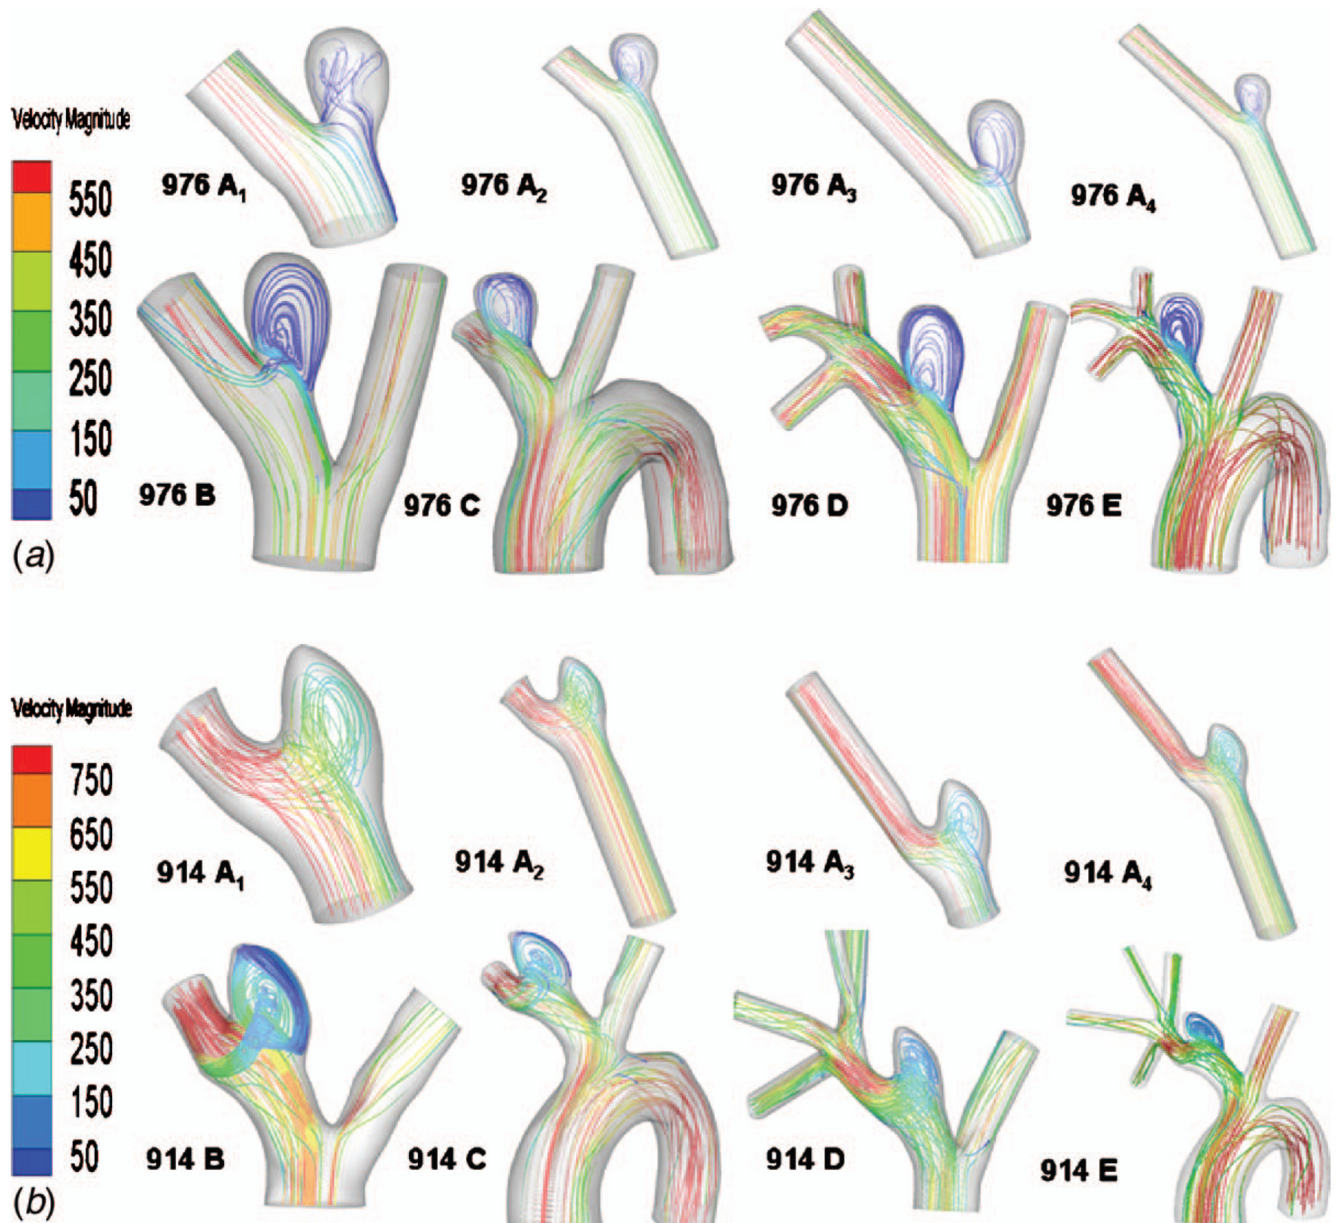 976 A1
976 A2
976 A3
976 A4
Velocity Magnitude
550
450
350
250
150
50
976 B
976 C
976 D
976 E
(a)
914 A1
914 A2
914 A3
914 A4
Velocity Magnitude
750
650
550
450
350
250
150
50
914 B
914 C
914 D
914 E
(b)